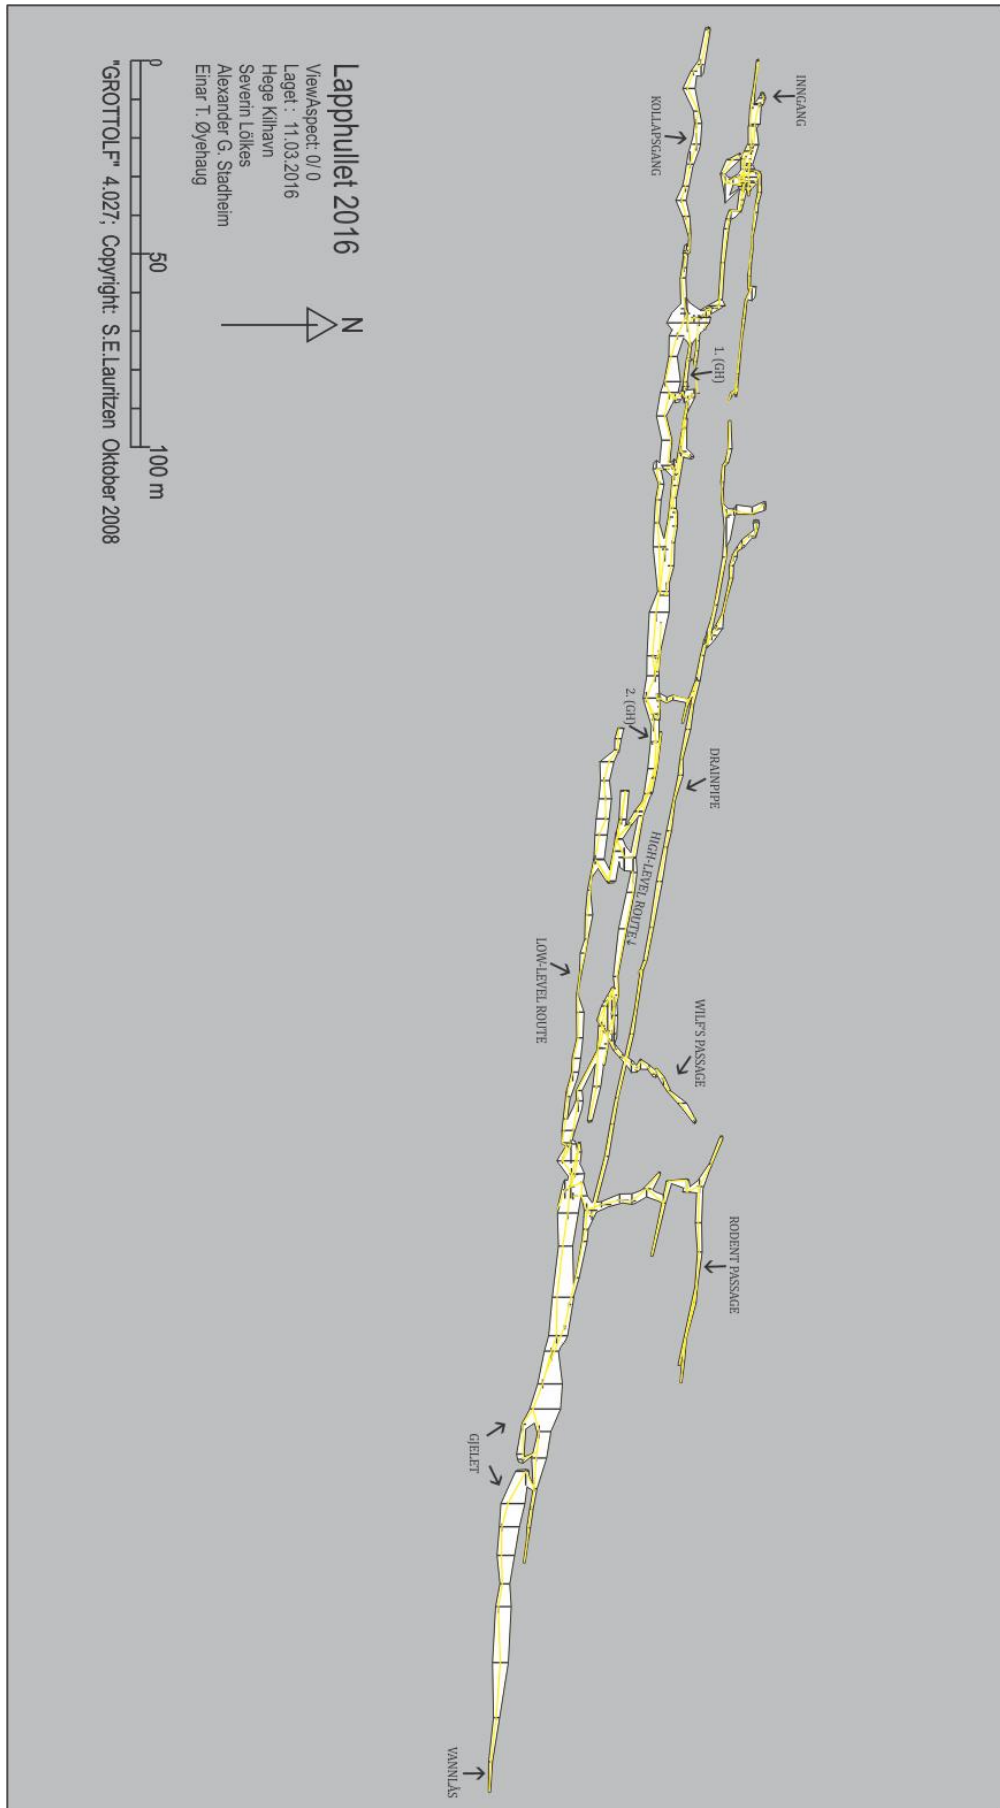 Lapphullet 2016
ViewAspect: 0/ 0
Laget : 11.03.2016
Hege Kilhavn
Severin Lölkes
Alexander G. Stadheim
Einar T. Øyehaug
N
0
50
100 m
"GROTTOLF" 4.027; Copyright: S.E.Lauritzen Oktober 2008
INNGANG
KOLLAPSGANG
1. (GH)
2. (GH)
DRAINPIPE
HIGH-LEVEL ROUTE
LOW-LEVEL ROUTE
WILF'S PASSAGE
RODENT PASSAGE
GJELET
VANNLÅS